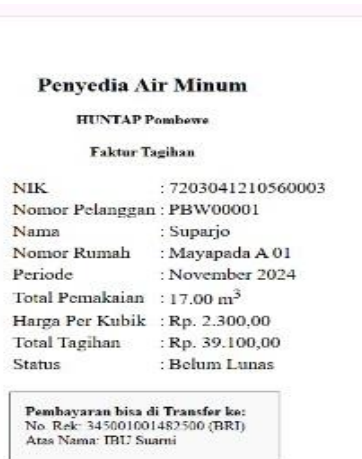 Penyedia Air Minum
HUNTAP Pombewe
Faktur Tagihan
NIK : 7203041210560003
Nomor Pelanggan : PBW00001
Nama : Suparjo
Nomor Rumah : Mayapada A 01
Periode : November 2024
Total Pemakaian : 17.00 m³
Harga Per Kubik : Rp. 2.300,00
Total Tagihan : Rp. 39.100,00
Status : Belum Lunas
Pembayaran bisa di Transfer ke:
No. Rek: 345001001482500 (BRI)
Atas Nama: IBU Suarni